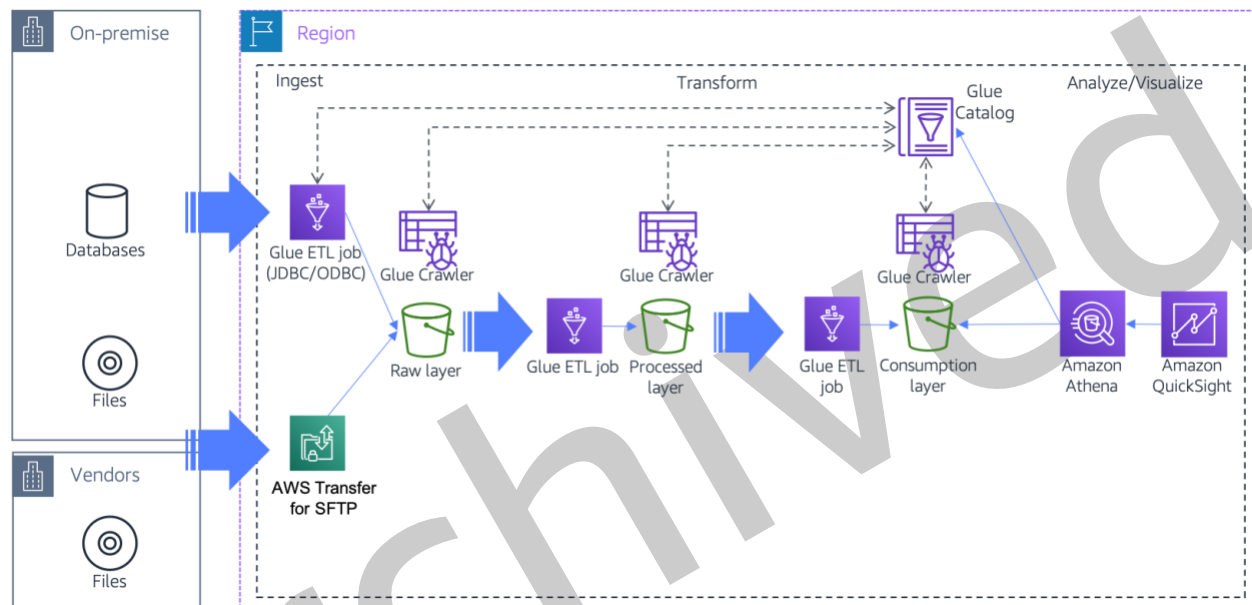 On-premise
Region
Ingest
Transform
Analyze/Visualize
Glue
Catalog
Databases
Glue ETL job
(JDBC/ODBC)
Glue Crawler
Glue Crawler
Glue Crawler
Raw layer
Glue ETL job
Processed
layer
Glue ETL
job
Consumption
layer
Amazon
Athena
Amazon
QuickSight
Files
AWS Transfer
for SFTP
Vendors
Files